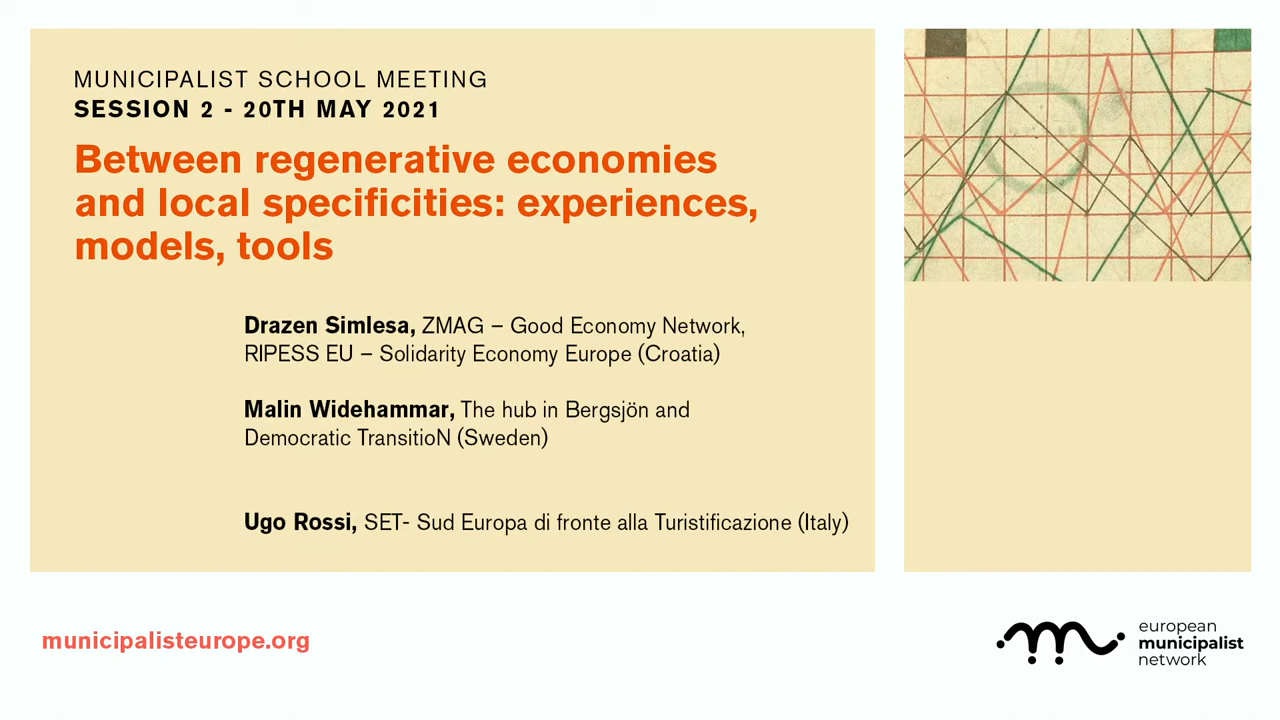 MUNICIPALIST SCHOOL MEETING
SESSION 2 - 20TH MAY 2021
Between regenerative economies
and local specificities: experiences,
models, tools
Drazen Simlesa, ZMAG – Good Economy Network,
RIPESS EU – Solidarity Economy Europe (Croatia)
Malin Widehammar, The hub in Bergsjön and
Democratic TransitioN (Sweden)
Ugo Rossi, SET- Sud Europa di fronte alla Turistificazione (Italy)
municipalisteurope.org
european
municipalist
network